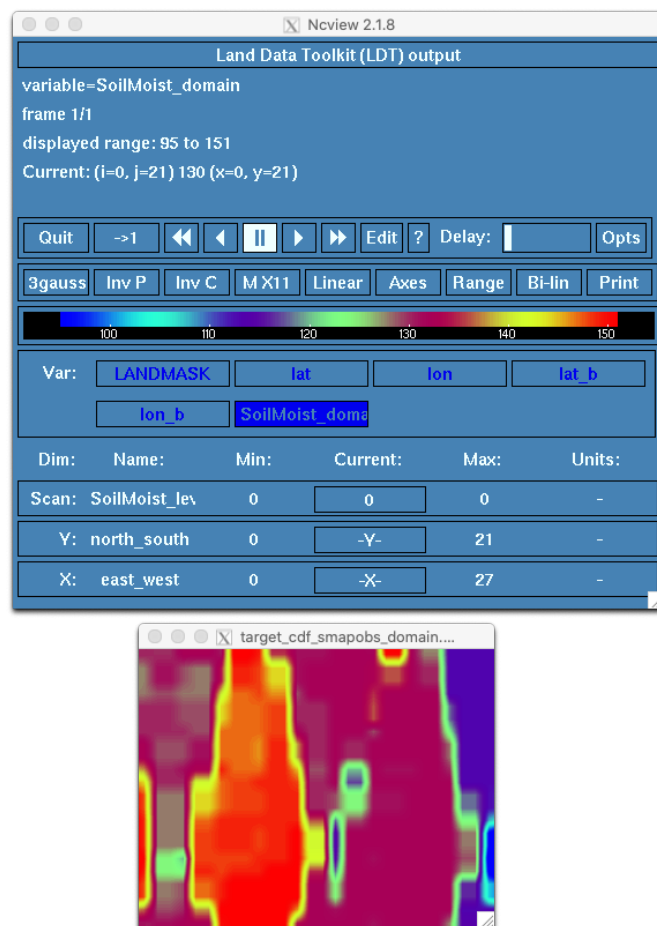 Ncview 2.1.8
Land Data Toolkit (LDT) output
variable=SoilMoist_domain
frame 1/1
displayed range: 95 to 151
Current: (i=0, j=21) 130 (x=0, y=21)
Quit ->1 Edit ? Delay: Opts
3gauss Inv P Inv C M X11 Linear Axes Range Bi-lin Print
100 110 120 130 140 150
Var: LANDMASK lat lon lat_b
lon_b SoilMoist_doma
Dim: Name: Min: Current: Max: Units:
Scan: SoilMoist_lev 0 0 0 -
Y: north_south 0 -Y- 21 -
X: east_west 0 -X- 27 -
target_cdf_smapobs_domain....